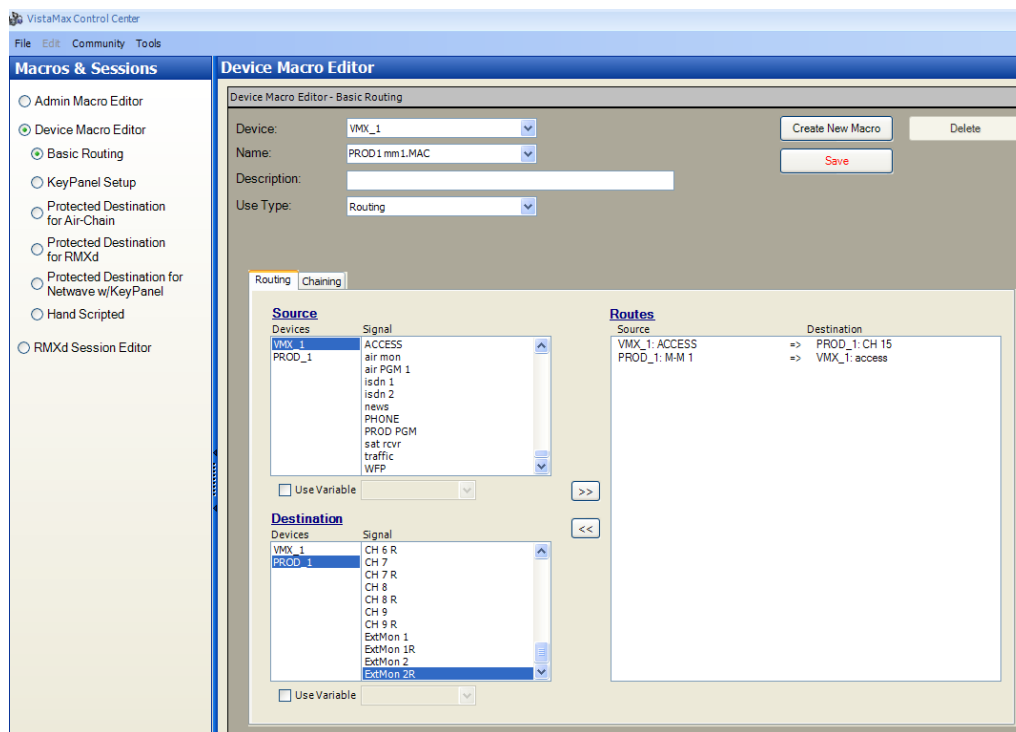 VistaMax Control Center
File Edit Community Tools
Macros & Sessions
Admin Macro Editor
Device Macro Editor
Basic Routing
KeyPanel Setup
Protected Destination
for Air-Chain
Protected Destination
for RMXd
Protected Destination for
Netwave w/KeyPanel
Hand Scripted
RMXd Session Editor
Device Macro Editor
Device Macro Editor - Basic Routing
Device: VMX_1
Create New Macro Delete
Name: PROD1 mm1.MAC
Save
Description:
Use Type: Routing
Routing Chaining
Source
Devices Signal
VMX_1
PROD_1
ACCESS
air mon
air PGM 1
isdn 1
isdn 2
news
PHONE
PROD PGM
sat rcvr
traffic
WFP
Use Variable
>>
<<
Destination
Devices Signal
VMX_1
PROD_1
CH 6 R
CH 7
CH 7 R
CH 8
CH 8 R
CH 9
CH 9 R
ExtMon 1
ExtMon 1R
ExtMon 2
ExtMon 2R
Use Variable
Routes
Source Destination
VMX_1: ACCESS => PROD_1: CH 15
PROD_1: M-M 1 => VMX_1: access